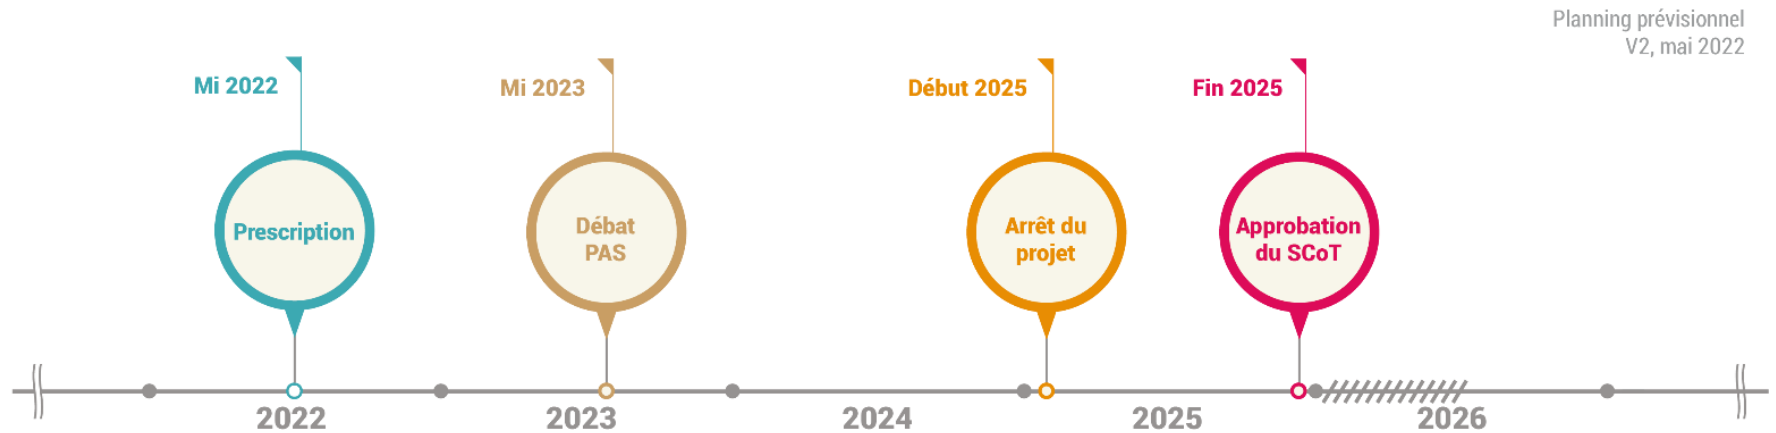 Planning prévisionnel
V2, mai 2022
Mi 2022
Mi 2023
Début 2025
Fin 2025
Prescription
Débat
PAS
Arrêt du
projet
Approbation
du SCoT
2022
2023
2024
2025
2026